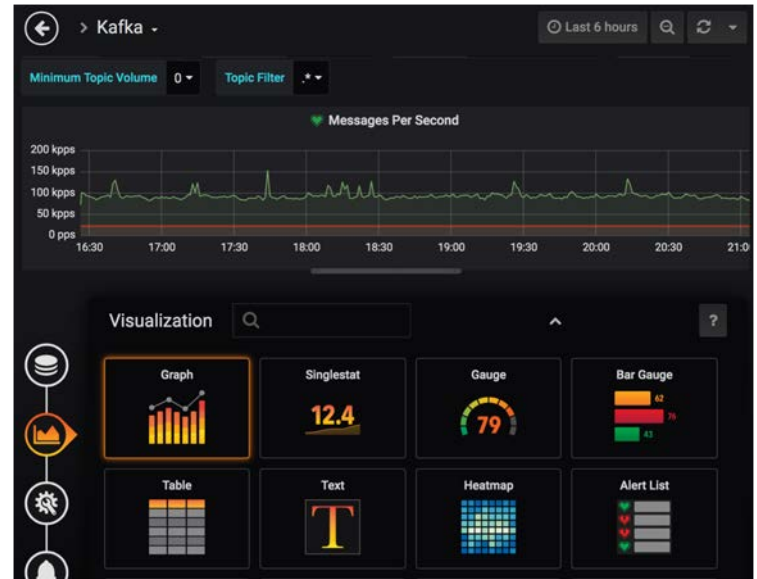 > Kafka
Last 6 hours
Minimum Topic Volume 0 Topic Filter .*
Messages Per Second
200 kpps
150 kpps
100 kpps
50 kpps
0 pps
16:30 17:00 17:30 18:00 18:30 19:00 19:30 20:00 20:30 21:0
Visualization
?
Graph Singlestat Gauge Bar Gauge
12.4 79 62
76
43
Table Text Heatmap Alert List
T